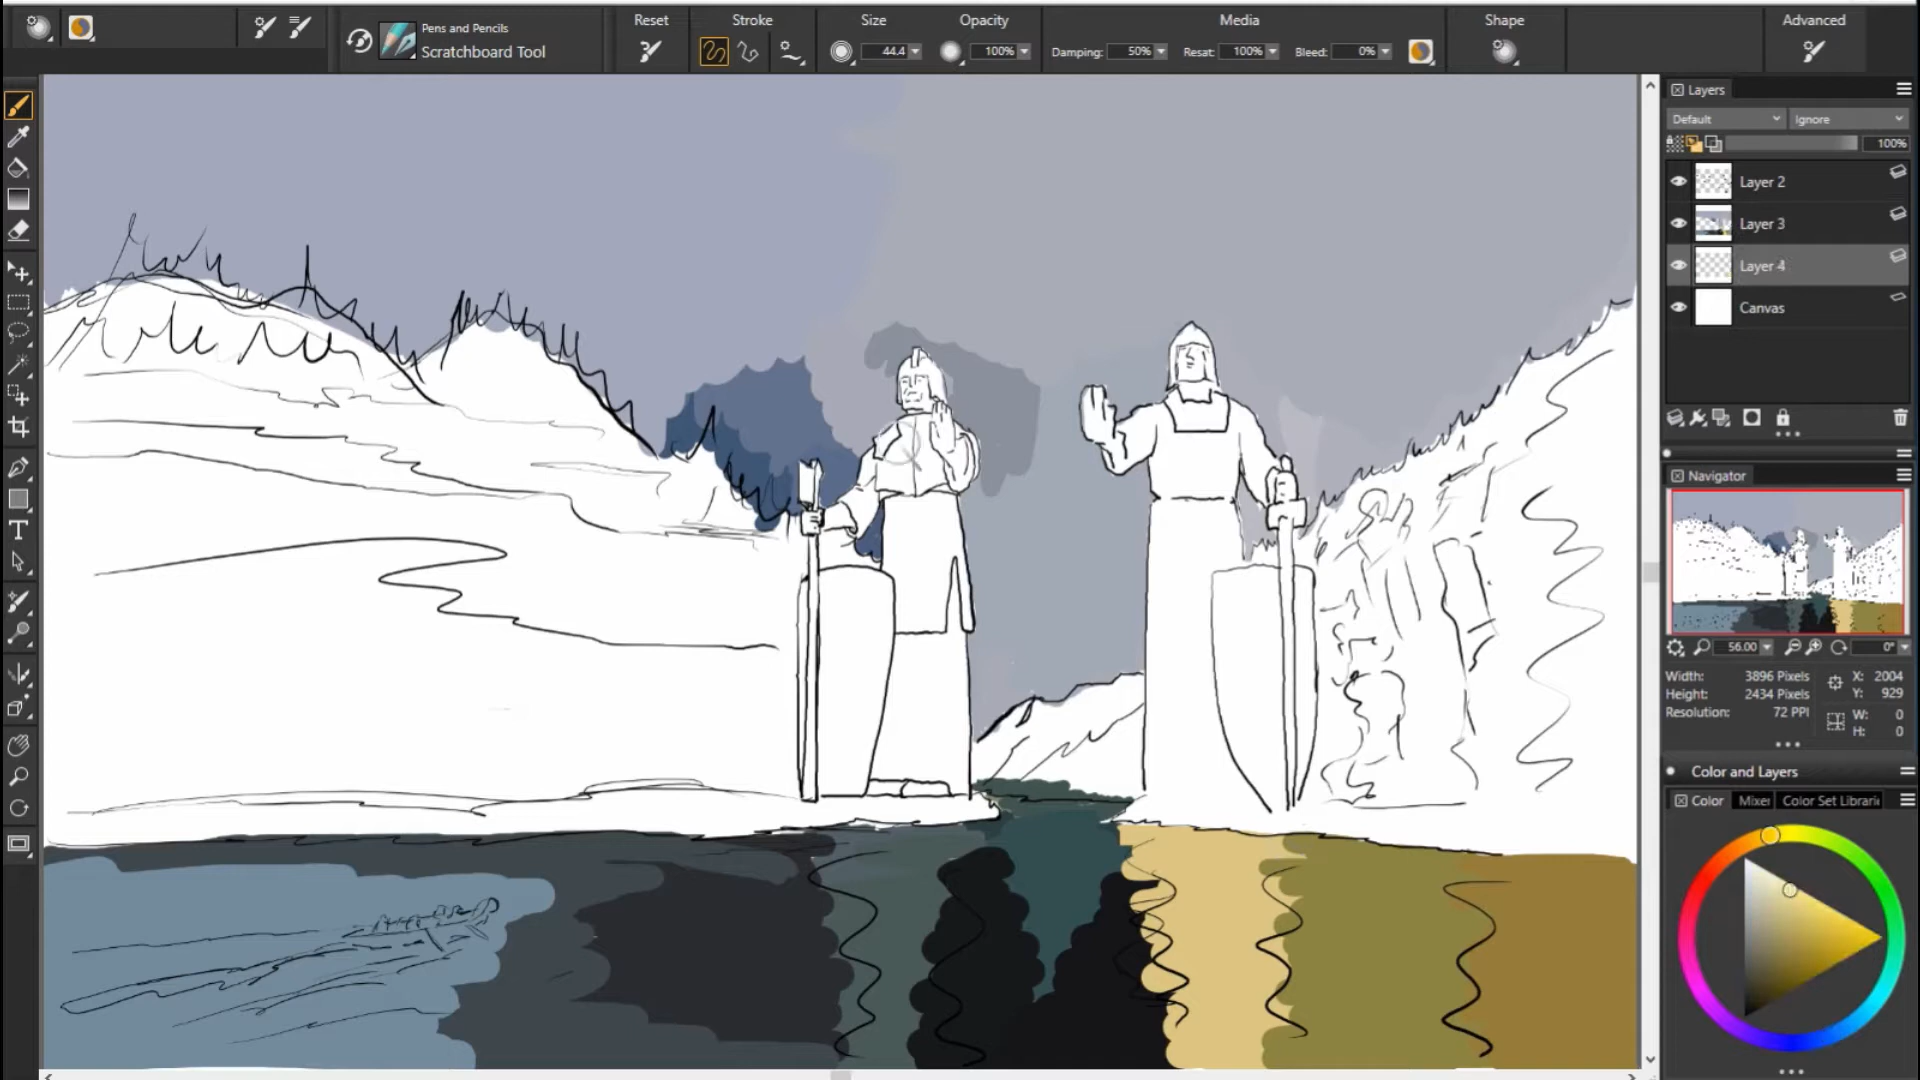 Reset
Stroke
Size
Opacity
Media
Shape
Advanced
Pens and Pencils
Scratchboard Tool
44.4
100%
Damping: 50%
Resat: 100%
Bleed: 0%
Layers
Default
Ignore
100%
Layer 2
Layer 3
Layer 4
Canvas
Navigator
56.00
0°
Width: 3896 Pixels
Height: 2434 Pixels
Resolution: 72 PPI
X: 2004
Y: 929
W: 0
H: 0
Color and Layers
Color
Mixer
Color Set Librari
T